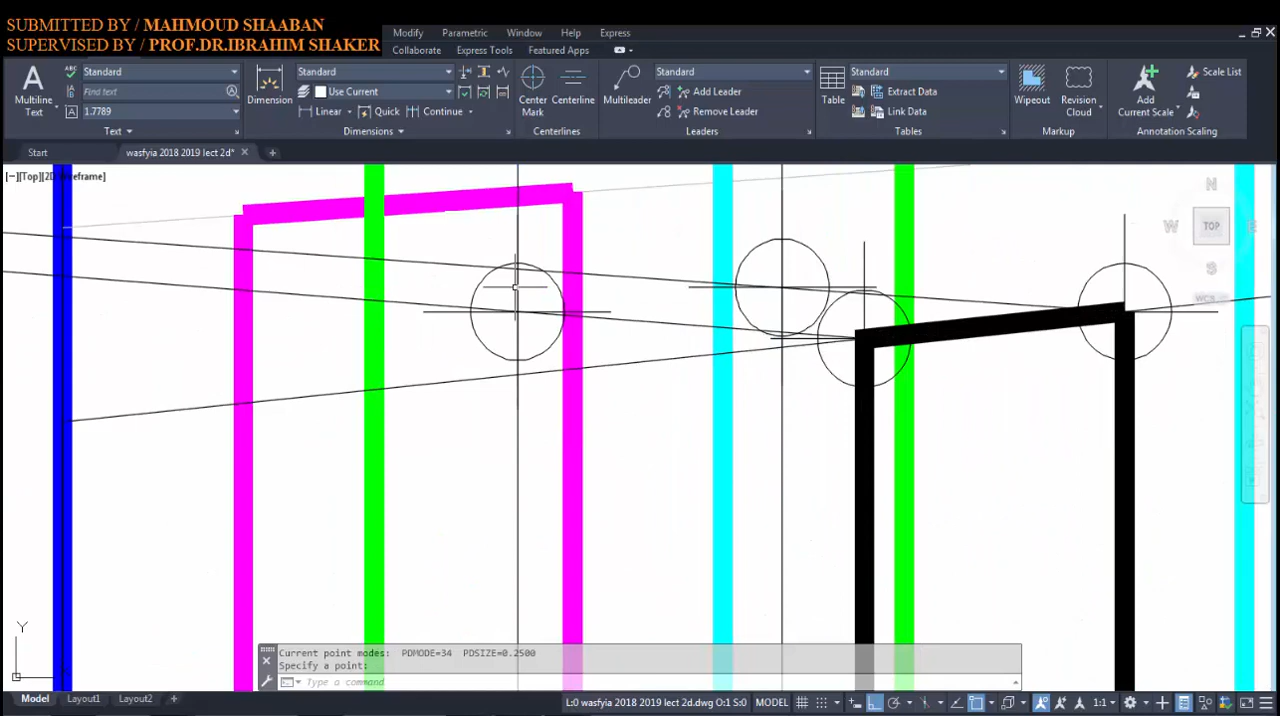 SUBMITTED BY / MAHMOUD SHAABAN
SUPERVISED BY / PROF.DR.IBRAHIM SHAKER
Modify Parametric Window Help Express
Collaborate Express Tools Featured Apps
Multiline Text
ABC
Standard
Find text
1.7789
Text
Dimension
Standard
Use Current
Linear Quick Continue
Dimensions
Center Mark
Centerline
Centerlines
Multileader
Standard
Add Leader
Remove Leader
Leaders
Table
Standard
Extract Data
Link Data
Tables
Wipeout
Revision Cloud
Markup
Add Current Scale
Scale List
Annotation Scaling
Start wasfyia 2018 2019 lect 2d*
[−][Top][2D Wireframe]
N
W TOP E
S
WCS
Y
Current point modes: PDMODE=34 PDSIZE=0.2500
Specify a point:
Type a command
Model Layout1 Layout2 +
L:0 wasfyia 2018 2019 lect 2d.dwg O:1 S:0 MODEL 1:1